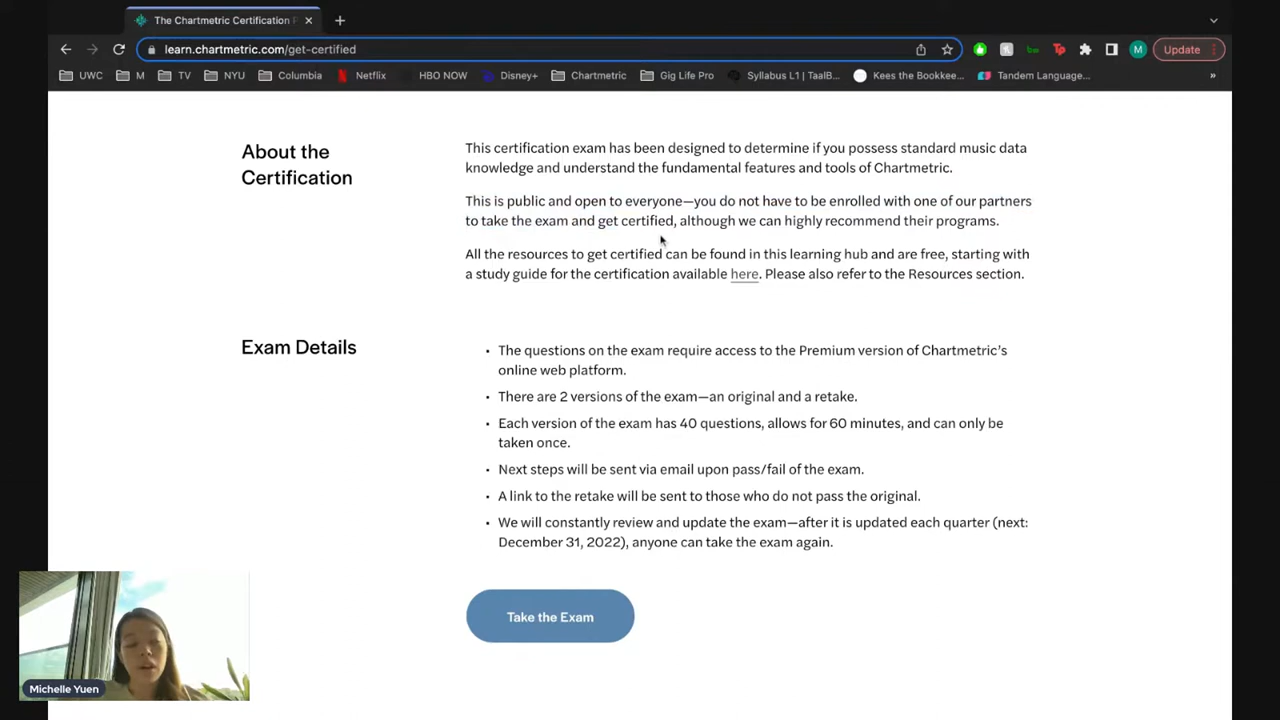 The Chartmetric Certification P
learn.chartmetric.com/get-certified
Update
UWC
M
TV
NYU
Columbia
Netflix
HBO NOW
Disney+
Chartmetric
Gig Life Pro
Syllabus L1 | TaalB...
Kees the Bookkee...
Tandem Language...
»
About the
Certification
This certification exam has been designed to determine if you possess standard music data
knowledge and understand the fundamental features and tools of Chartmetric.
This is public and open to everyone—you do not have to be enrolled with one of our partners
to take the exam and get certified, although we can highly recommend their programs.
All the resources to get certified can be found in this learning hub and are free, starting with
a study guide for the certification available here. Please also refer to the Resources section.
Exam Details
• The questions on the exam require access to the Premium version of Chartmetric’s
online web platform.
• There are 2 versions of the exam—an original and a retake.
• Each version of the exam has 40 questions, allows for 60 minutes, and can only be
taken once.
• Next steps will be sent via email upon pass/fail of the exam.
• A link to the retake will be sent to those who do not pass the original.
• We will constantly review and update the exam—after it is updated each quarter (next:
December 31, 2022), anyone can take the exam again.
Take the Exam
Michelle Yuen